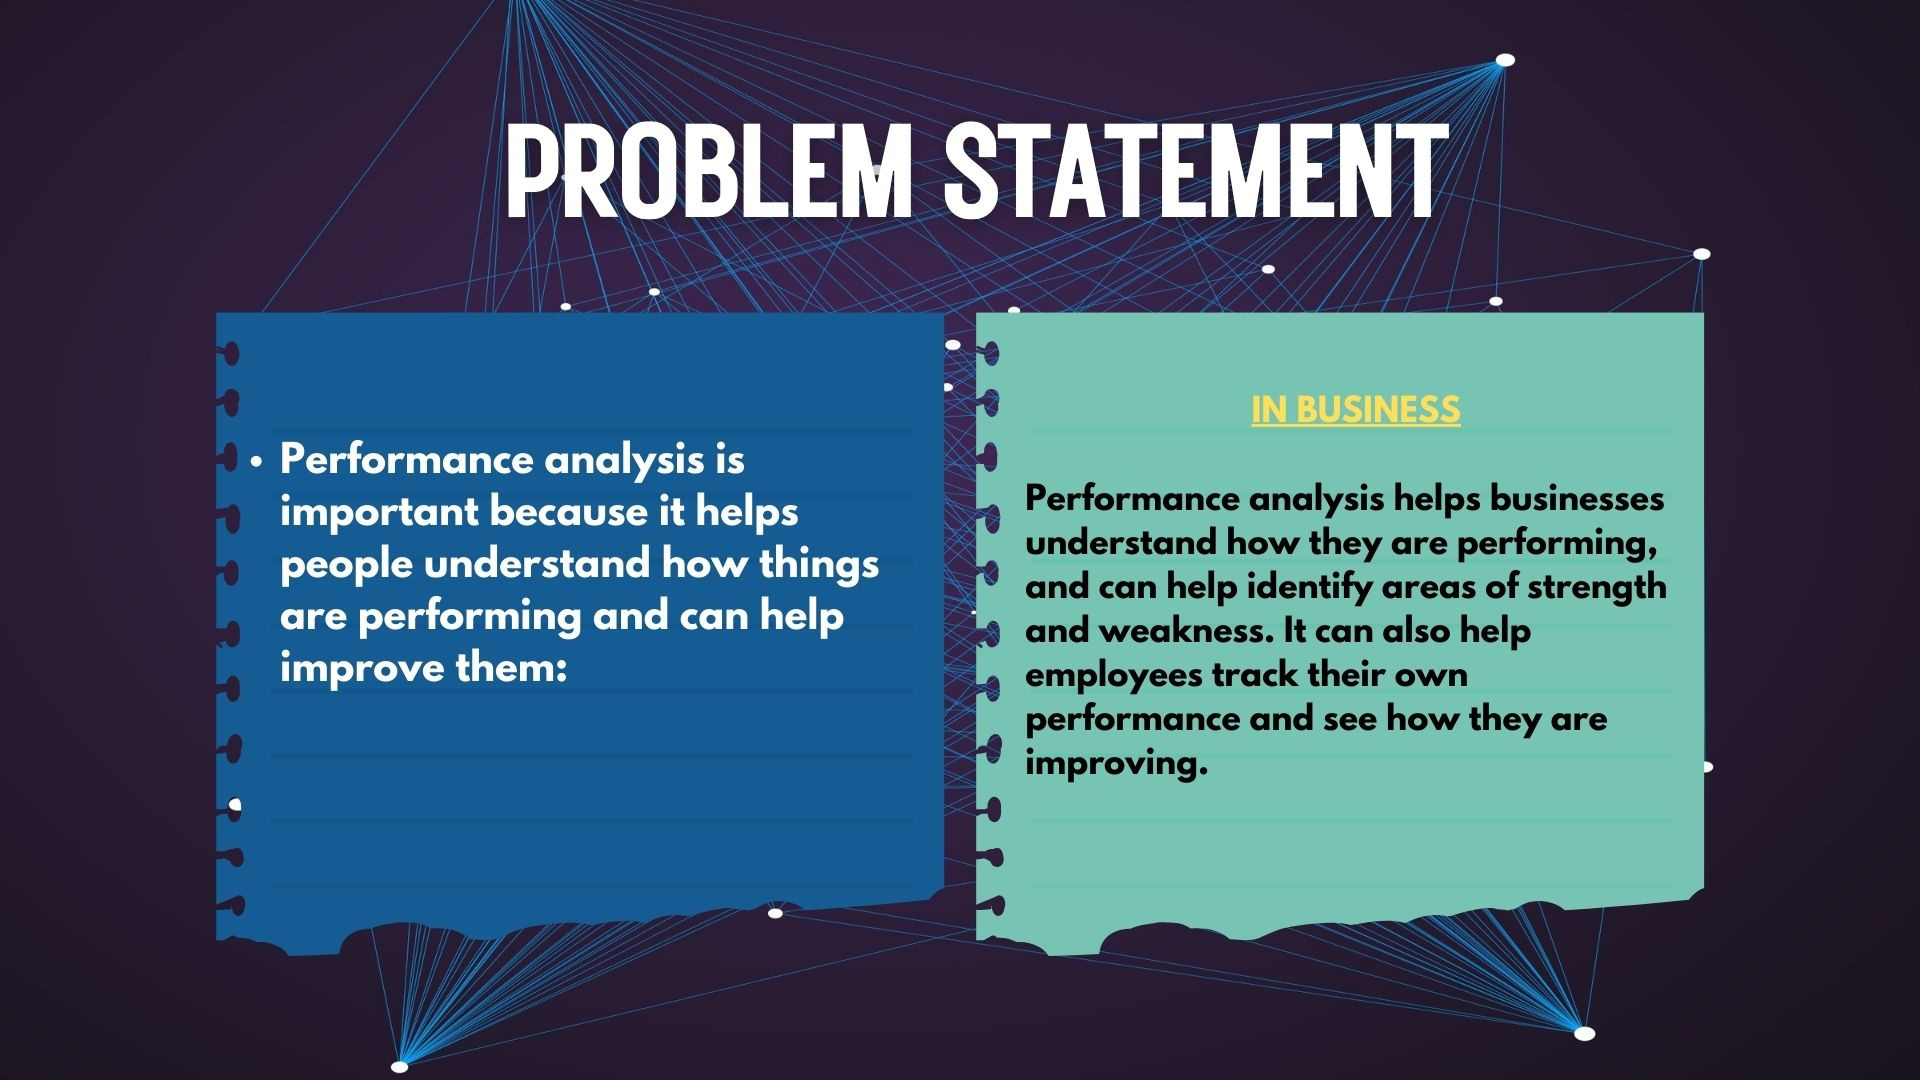 PROBLEM STATEMENT
• Performance analysis is
important because it helps
people understand how things
are performing and can help
improve them:
IN BUSINESS
Performance analysis helps businesses
understand how they are performing,
and can help identify areas of strength
and weakness. It can also help
employees track their own
performance and see how they are
improving.